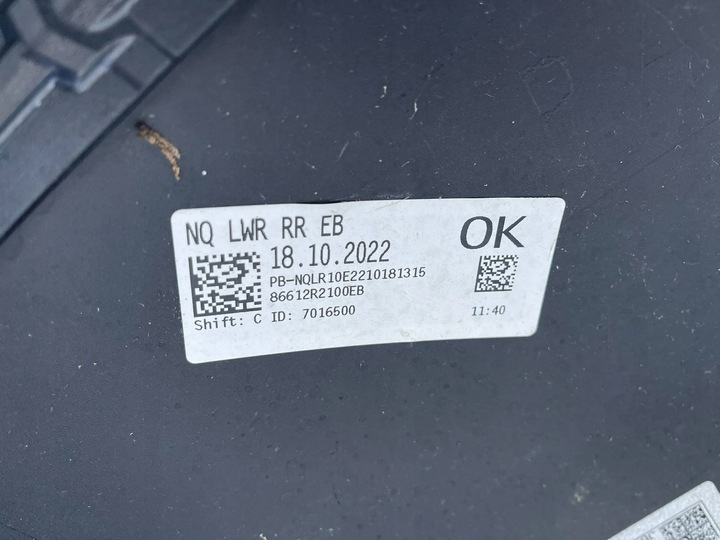 NQ LWR RR EB
OK
18.10.2022
PB-NQLR10E2210181315
86612R2100EB
Shift: C ID: 7016500
11:40